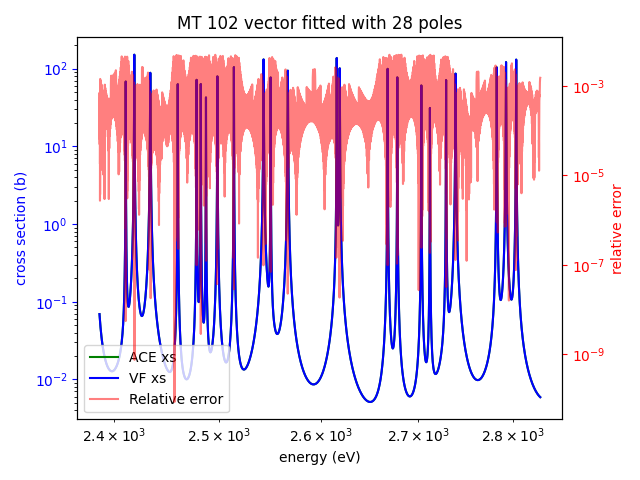 MT 102 vector fitted with 28 poles
10²
10¹
10⁰
10⁻¹
10⁻²
cross section (b)
10⁻³
10⁻⁵
10⁻⁷
10⁻⁹
relative error
ACE xs
VF xs
Relative error
2.4 × 10³ 2.5 × 10³ 2.6 × 10³ 2.7 × 10³ 2.8 × 10³
energy (eV)